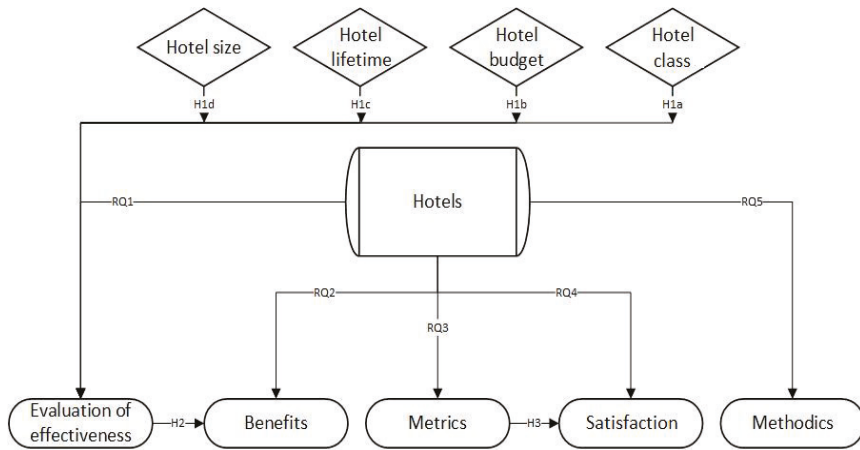 Hotel size
Hotel
lifetime
Hotel
budget
Hotel
class
H1d
H1c
H1b
H1a
Hotels
RQ1
RQ5
RQ2
RQ4
RQ3
Evaluation of
effectiveness
H2
Benefits
Metrics
H3
Satisfaction
Methodics